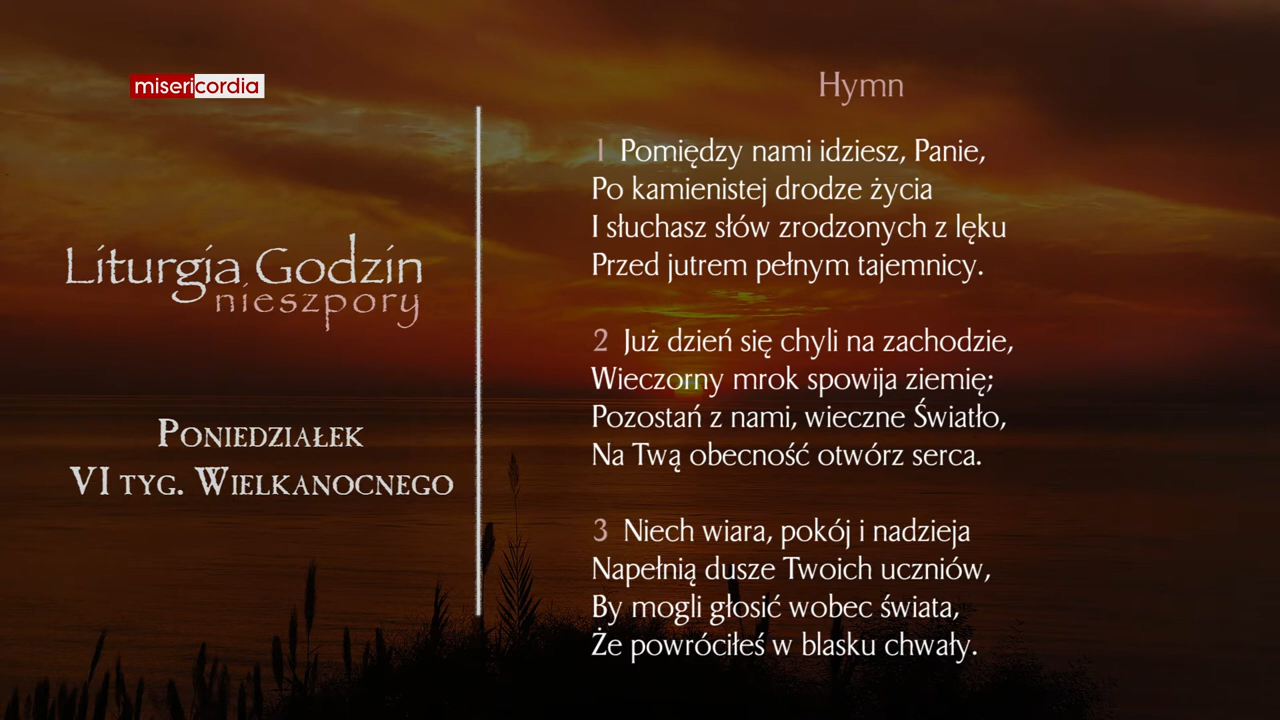 misericordia
Liturgia Godzin
nieszpory
Poniedziałek
VI tyg. Wielkanocnego
Hymn
1 Pomiędzy nami idziesz, Panie,
Po kamienistej drodze życia
I słuchasz słów zrodzonych z lęku
Przed jutrem pełnym tajemnicy.
2 Już dzień się chyli na zachodzie,
Wieczorny mrok spowija ziemię;
Pozostań z nami, wieczne Światło,
Na Twą obecność otwórz serca.
3 Niech wiara, pokój i nadzieja
Napełnią dusze Twoich uczniów,
By mogli głosić wobec świata,
Że powróciłeś w blasku chwały.